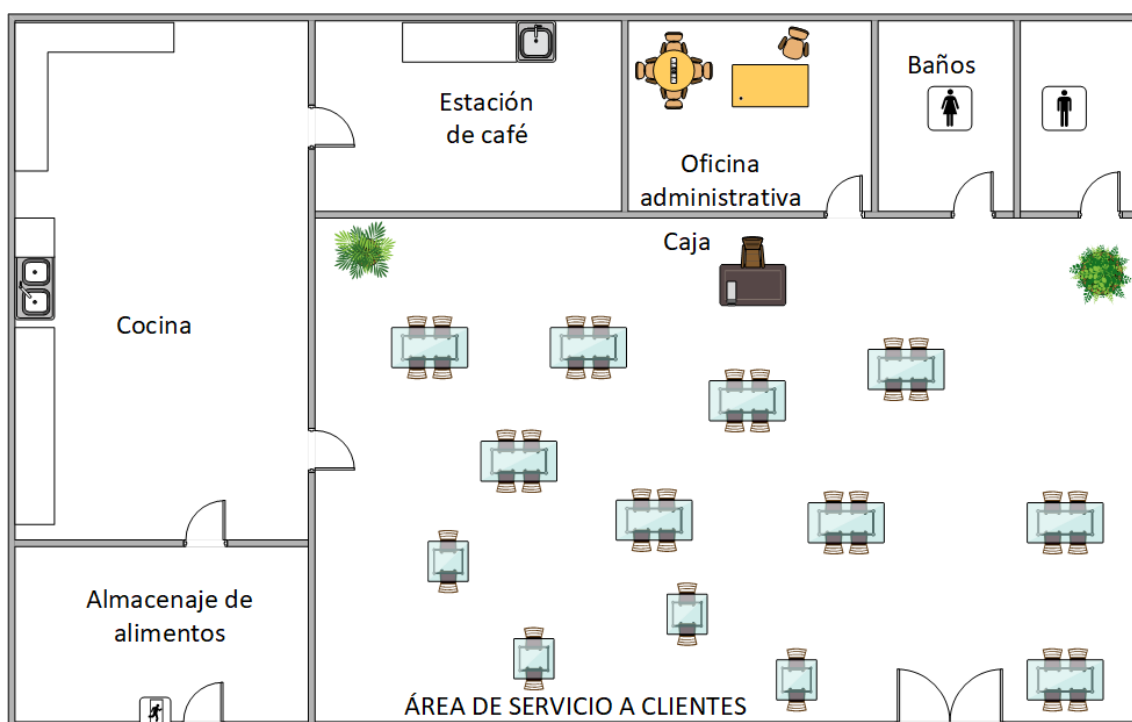 Estación
de café
Oficina
administrativa
Baños
Caja
Cocina
Almacenaje de
alimentos
ÁREA DE SERVICIO A CLIENTES